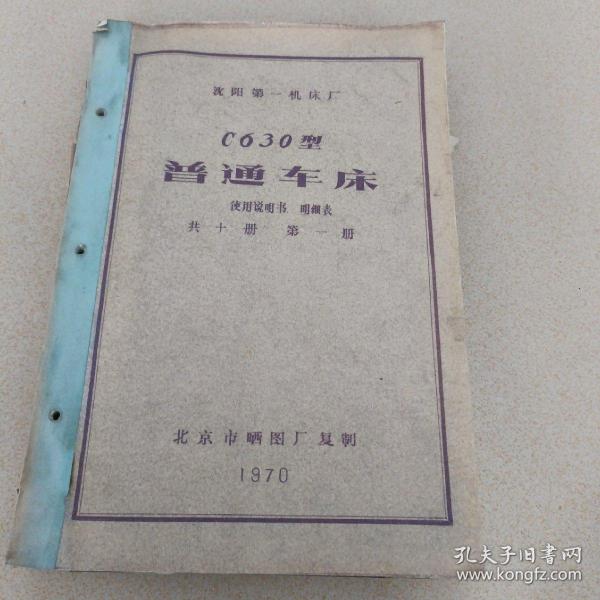 沈阳第一机床厂
C630型
普通车床
使用说明书 明细表
共十册 第一册
北京市晒图厂复制
1970
孔夫子旧書网
www.kongfz.com